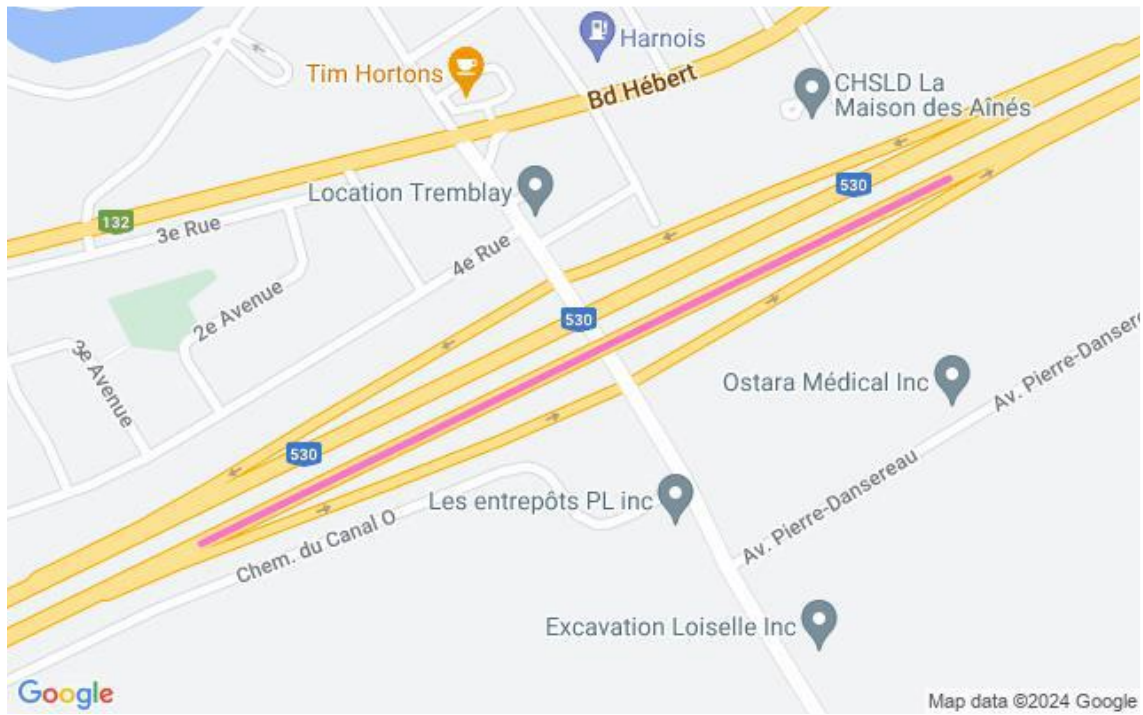 Harnois
Tim Hortons
Bd Hébert
CHSLD La
Maison des Aînés
530
Location Tremblay
132
3e Rue
4e Rue
2e Avenue
530
3e Avenue
Ostara Médical Inc
Av. Pierre-Danser
530
Les entrepôts PL inc
Av. Pierre-Dansereau
Chem. du Canal O
Excavation Loiselle Inc
Google
Map data ©2024 Google